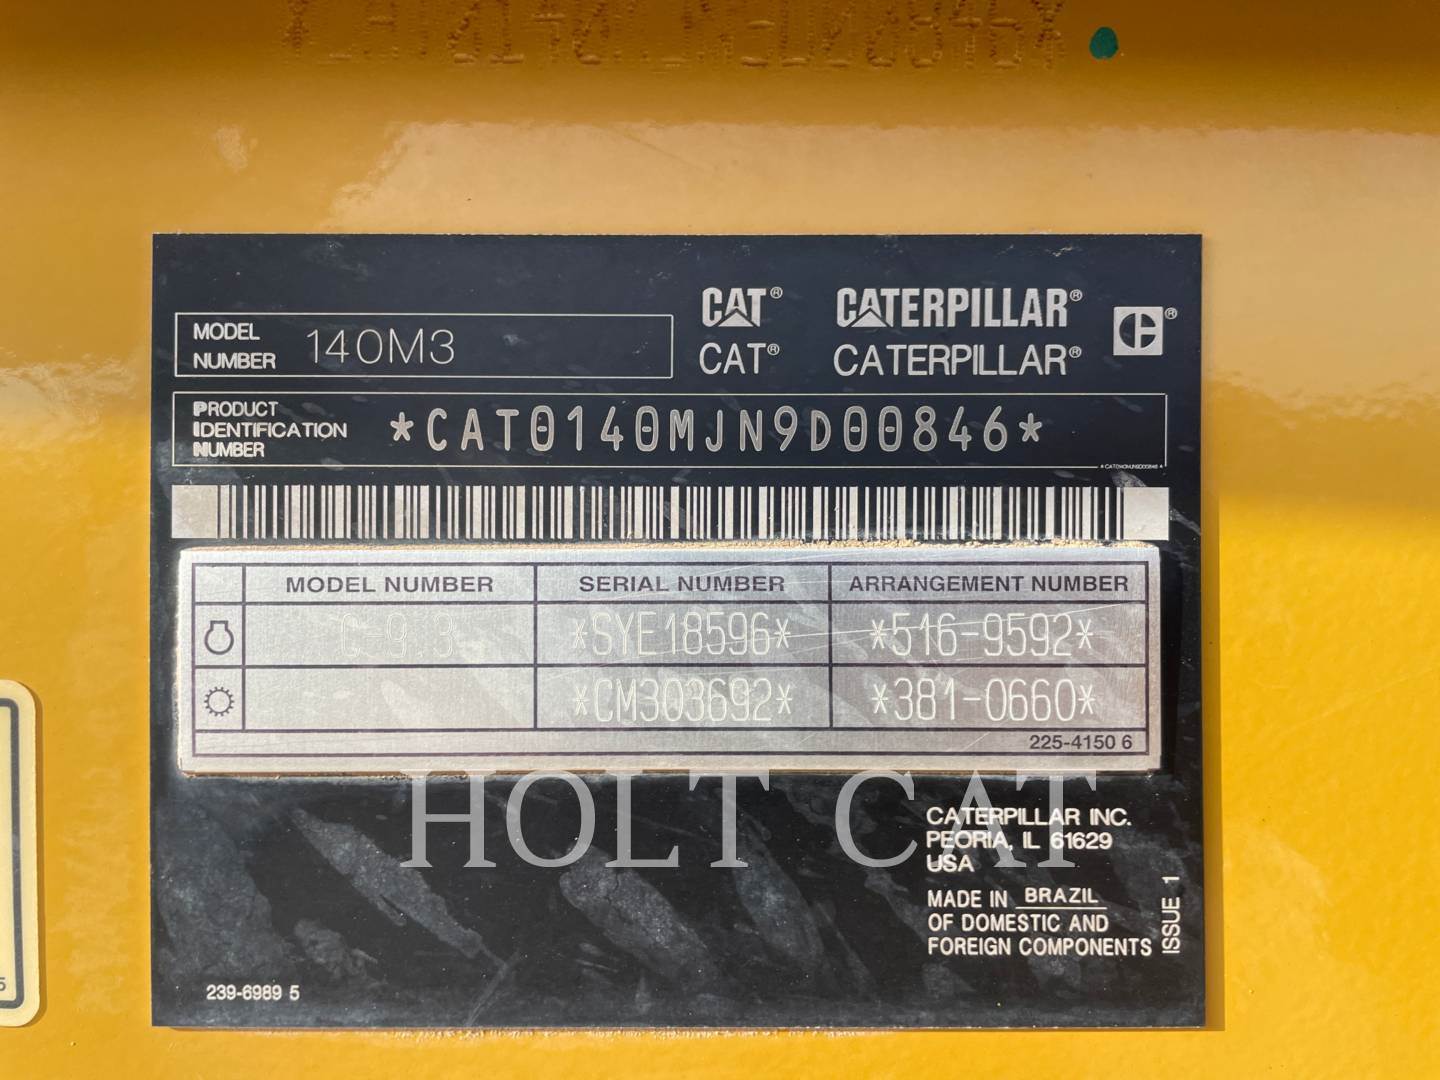 MODEL NUMBER 140M3
CAT® CATERPILLAR®
CAT® CATERPILLAR®
PRODUCT IDENTIFICATION NUMBER *CAT0140MJN9D00846*
*CAT0140MJN9D00846*
MODEL NUMBER SERIAL NUMBER ARRANGEMENT NUMBER
C-9.3 *SYE18596* *516-9592*
*CM303692* *381-0660*
225-4150 6
HOLT CAT
CATERPILLAR INC.
PEORIA, IL 61629
USA
MADE IN BRAZIL
OF DOMESTIC AND
FOREIGN COMPONENTS
ISSUE 1
239-6989 5